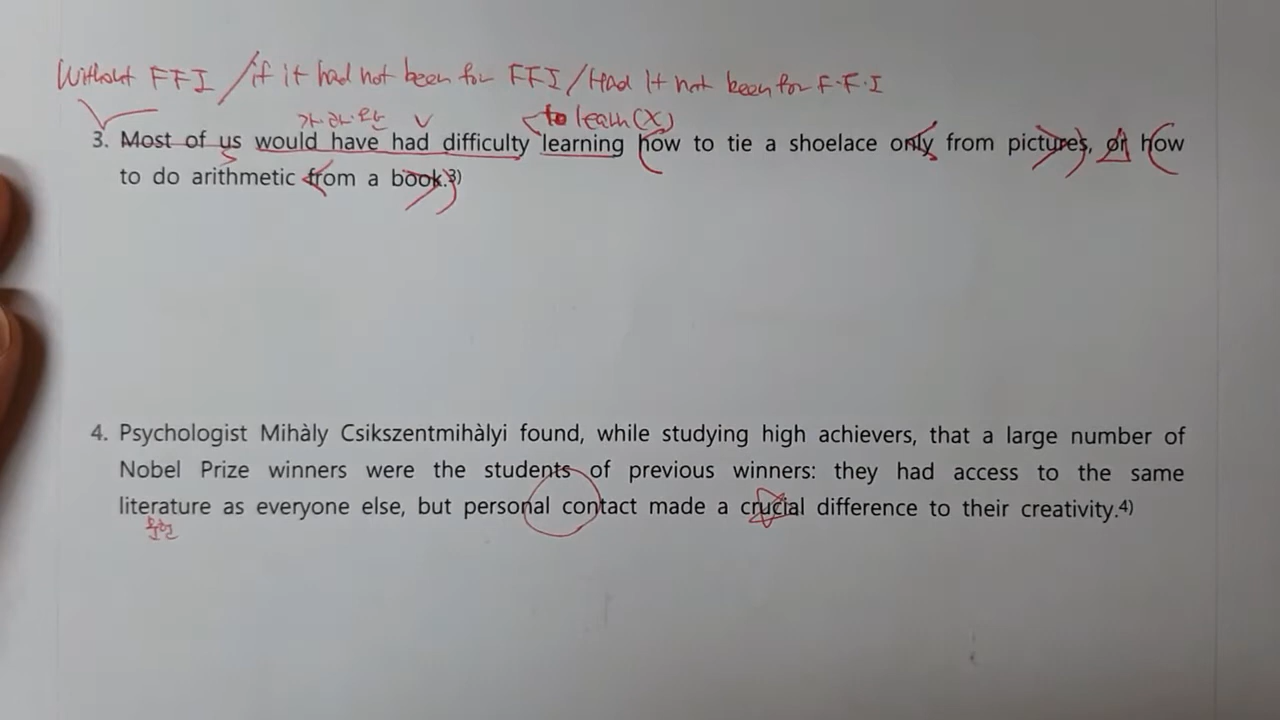 Without FFI / if it had not been for FFI / Had it not been for F.F.I
to learn(X)
3. Most of us would have had difficulty learning how to tie a shoelace only from pictures, or how
to do arithmetic from a book.3)
4. Psychologist Mihàly Csikszentmihàlyi found, while studying high achievers, that a large number of
Nobel Prize winners were the students of previous winners: they had access to the same
literature as everyone else, but personal contact made a crucial difference to their creativity.4)
문헌